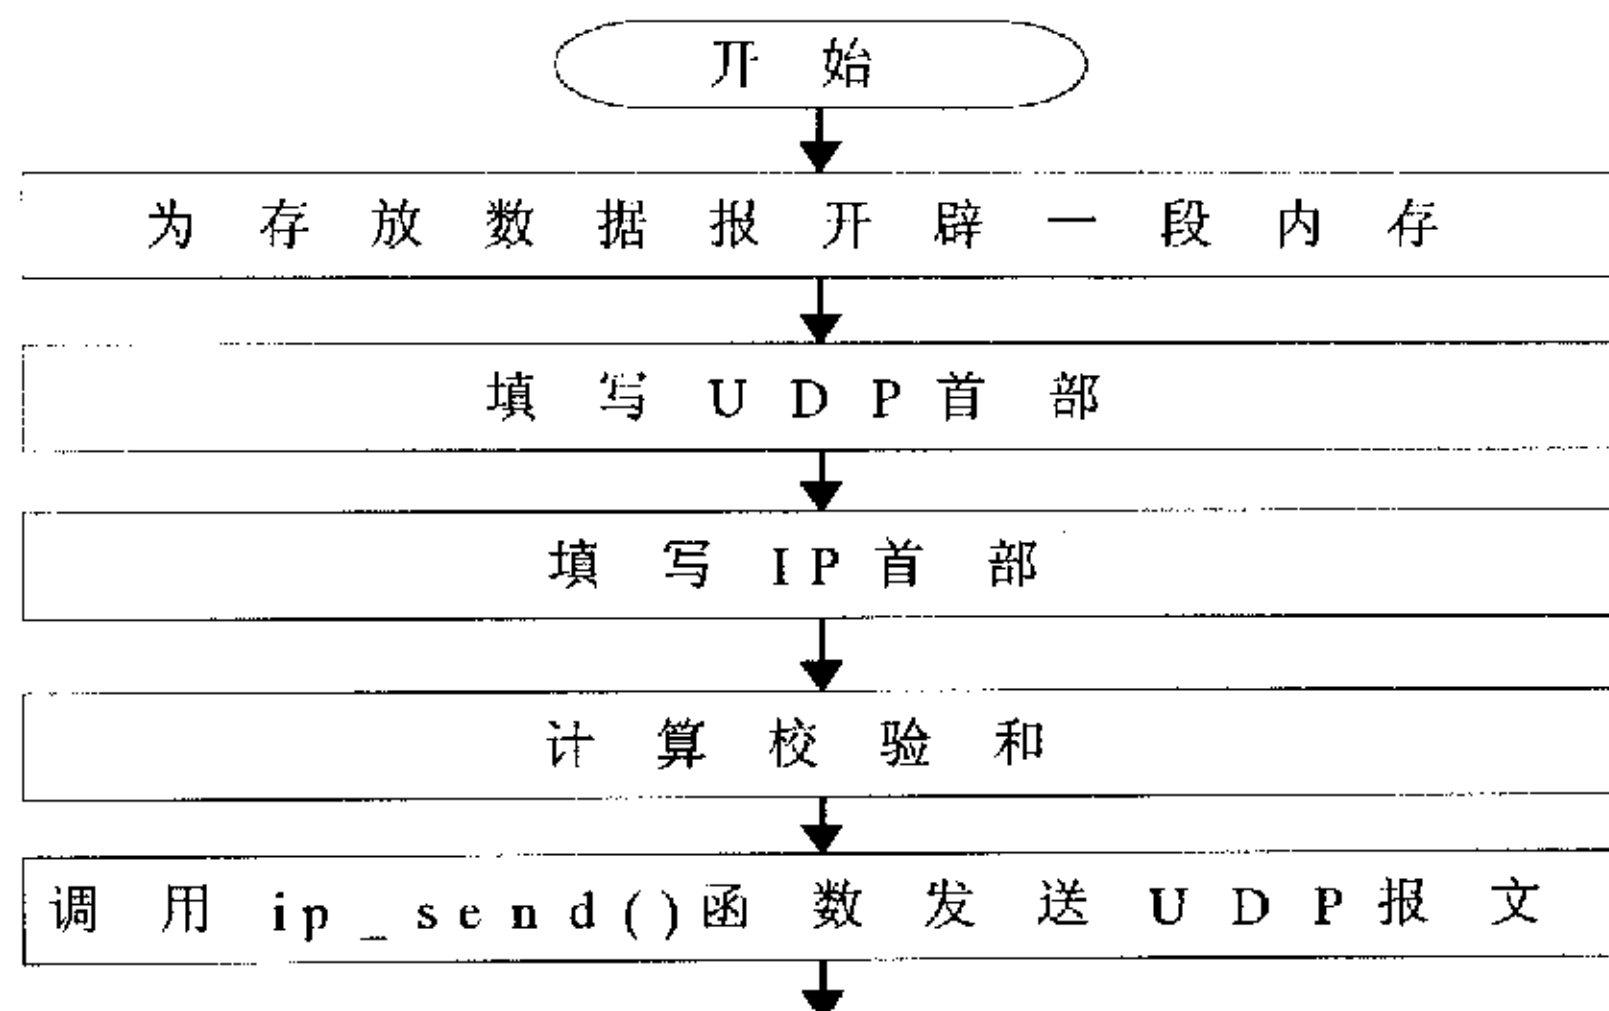 开始
为存放数据报开辟一段内存
填写UDP首部
填写IP首部
计算校验和
调用ip_send()函数发送UDP报文